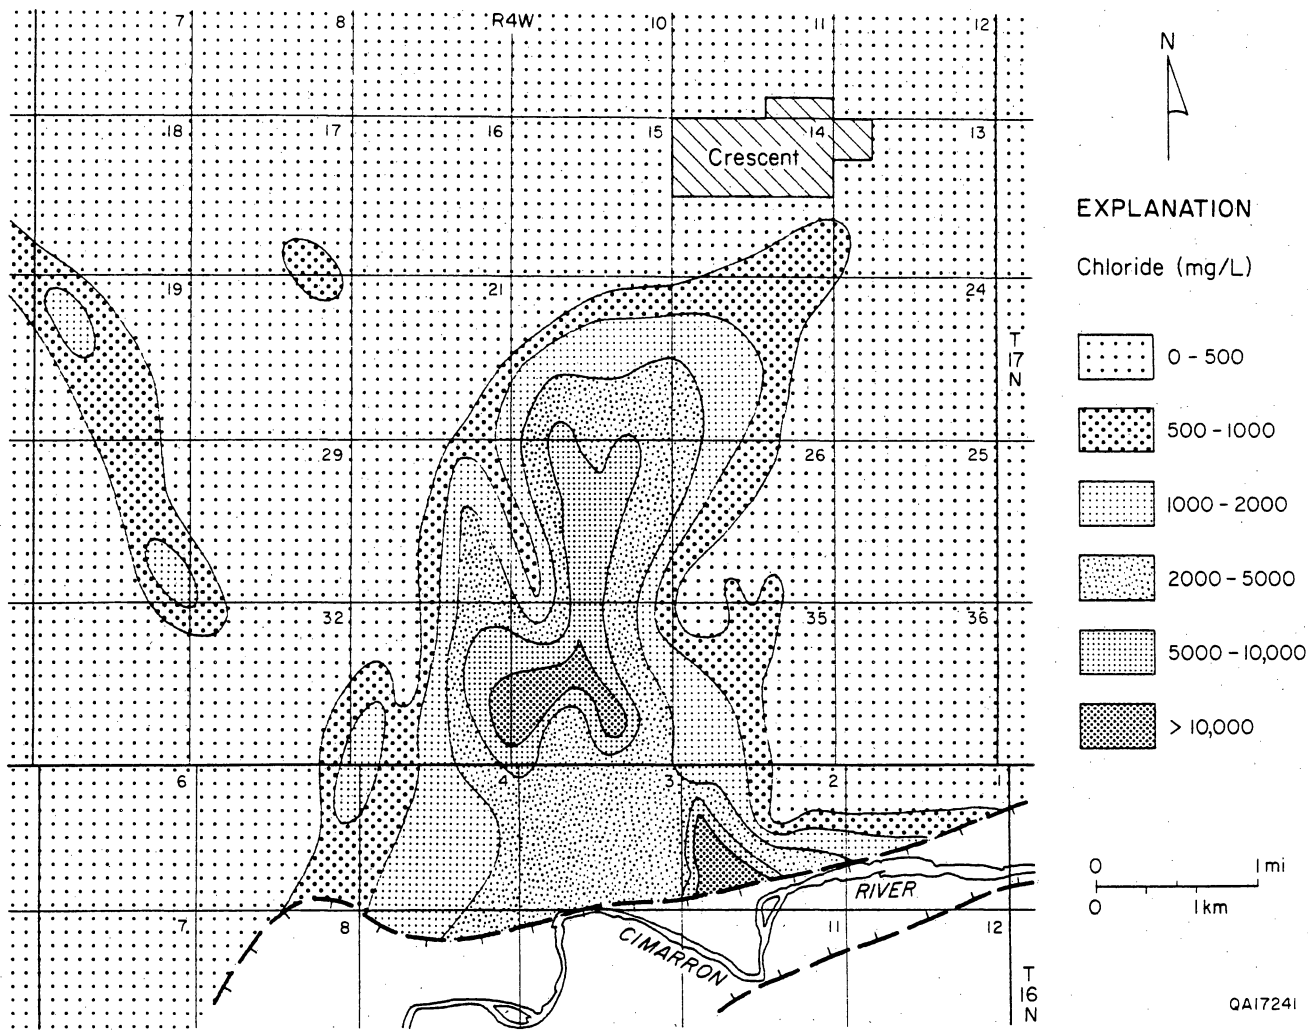 7 8 R4W 10 11 12
18 17 16 15 14 13
Crescent
19 21 24
29 26 25
32 35 36
6 4 3 2 1
7 8 11 12
T
17
N
T
16
N
CIMARRON
RIVER
N
EXPLANATION
Chloride (mg/L)
0 - 500
500 - 1000
1000 - 2000
2000 - 5000
5000 - 10,000
> 10,000
0 1 mi
0 1 km
QA17241